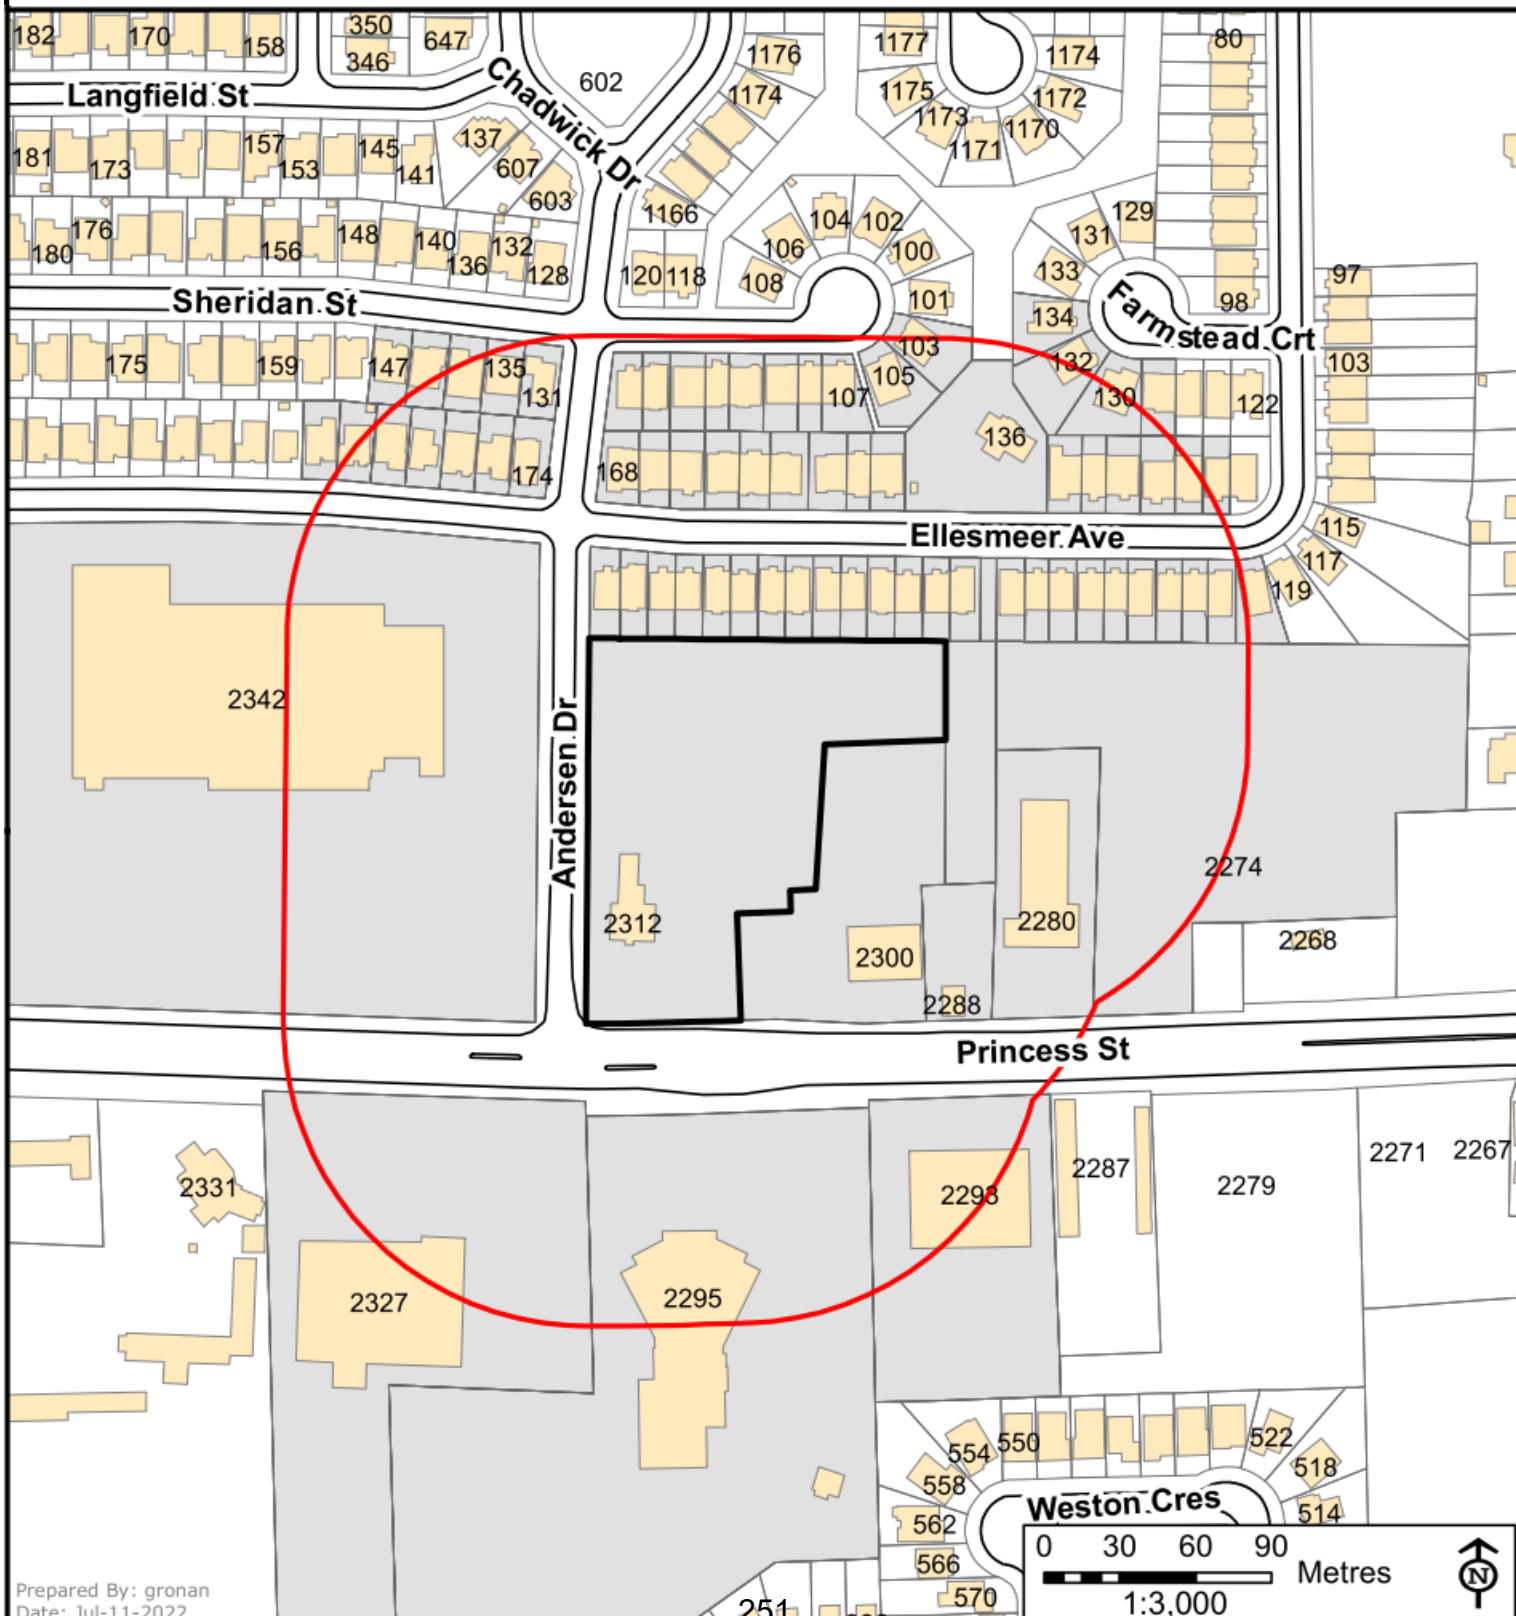 182 170 158 350 647 1176 1177 1174 80
346 602
Langfield St Chadwick Dr 1174 1175 1172
1173 1170
181 173 157 153 145 141 137 607 1171
603 1166
180 176 156 148 140 136 132 128 104 102 129
106 100 131
120 118 108 133
Sheridan St 101 134 98 97
Farmstead Crt
103
175 159 147 135 131 105 132 103
107 130 122
136
174 168
Ellesmeer Ave 115
117
119
2342
Andersen Dr
2274
2312 2280 2268
2300
2288
Princess St
2331 2293 2287 2279 2271 2267
2327 2295
554 550 522
558 518
Weston Cres
562 514
566
570
251
0 30 60 90
Metres
1:3,000
N
Prepared By: gronan
Date: Jul-11-2022